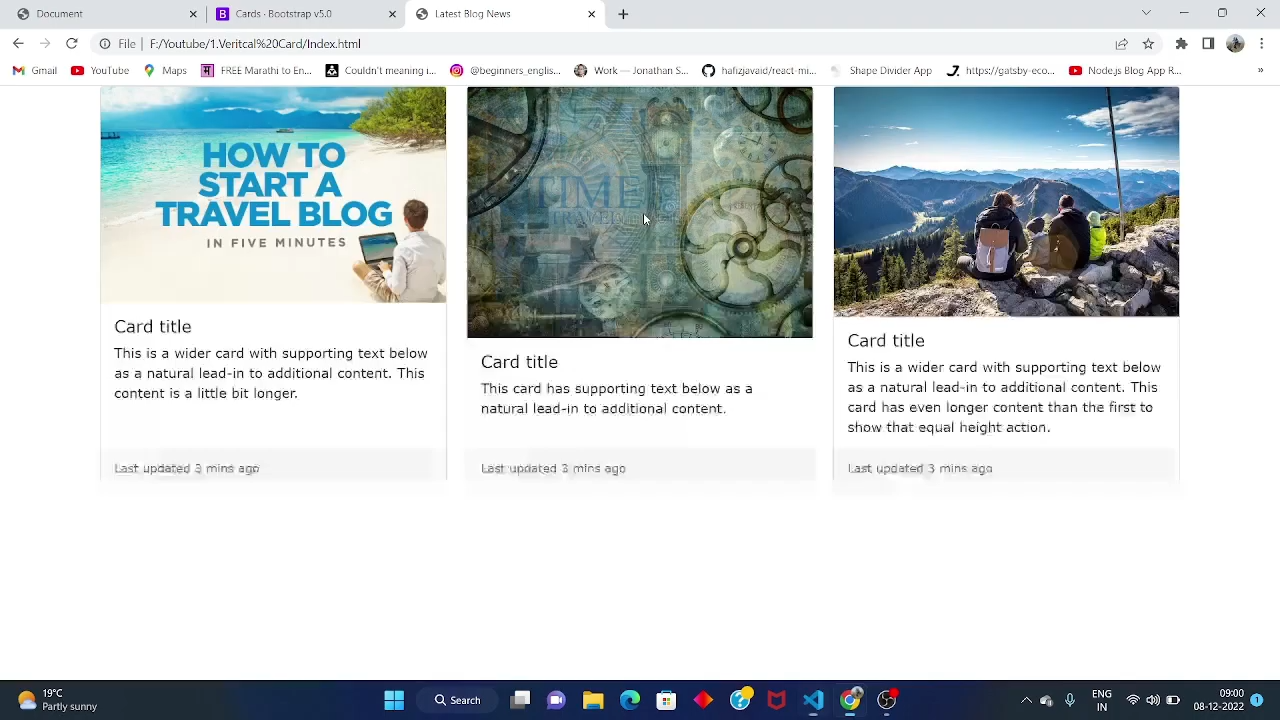 Document
Cards · Bootstrap v5.0
Latest Blog News
File
F:/Youtube/1.Veritcal%20Card/Index.html
Gmail
YouTube
Maps
FREE Marathi to En...
Couldn't meaning i...
@beginners_englis...
Work — Jonathan S...
hafizjavaid/react-mi...
Shape Divider App
https://gatsby-eco...
Node.js Blog App R...
»
HOW TO
START A
TRAVEL BLOG
IN FIVE MINUTES
TIME
TRAVEL
Card title
This is a wider card with supporting text below
as a natural lead-in to additional content. This
content is a little bit longer.
Last updated 3 mins ago
Card title
This card has supporting text below as a
natural lead-in to additional content.
Last updated 3 mins ago
Card title
This is a wider card with supporting text below
as a natural lead-in to additional content. This
card has even longer content than the first to
show that equal height action.
Last updated 3 mins ago
19°C
Partly sunny
Search
ENG
IN
09:00
08-12-2022
1